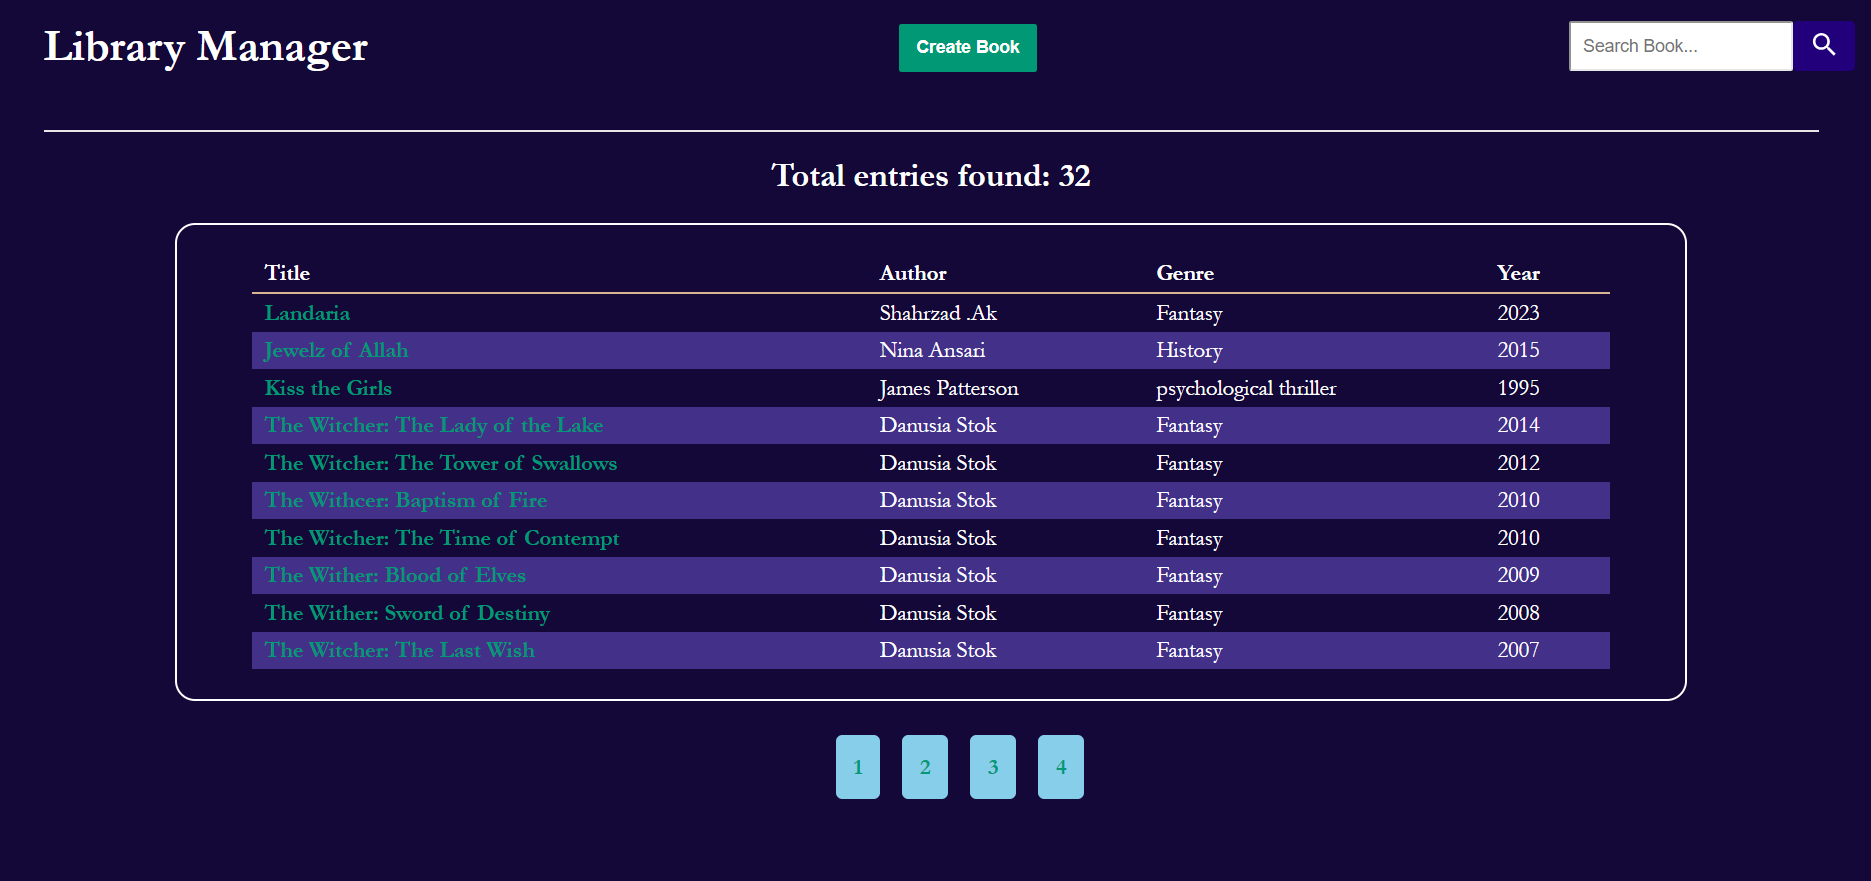 Library Manager
Create Book
Search Book...
Total entries found: 32
Title Author Genre Year
Landaria Shahrzad .Ak Fantasy 2023
Jewelz of Allah Nina Ansari History 2015
Kiss the Girls James Patterson psychological thriller 1995
The Witcher: The Lady of the Lake Danusia Stok Fantasy 2014
The Witcher: The Tower of Swallows Danusia Stok Fantasy 2012
The Withcer: Baptism of Fire Danusia Stok Fantasy 2010
The Witcher: The Time of Contempt Danusia Stok Fantasy 2010
The Wither: Blood of Elves Danusia Stok Fantasy 2009
The Wither: Sword of Destiny Danusia Stok Fantasy 2008
The Witcher: The Last Wish Danusia Stok Fantasy 2007
1 2 3 4